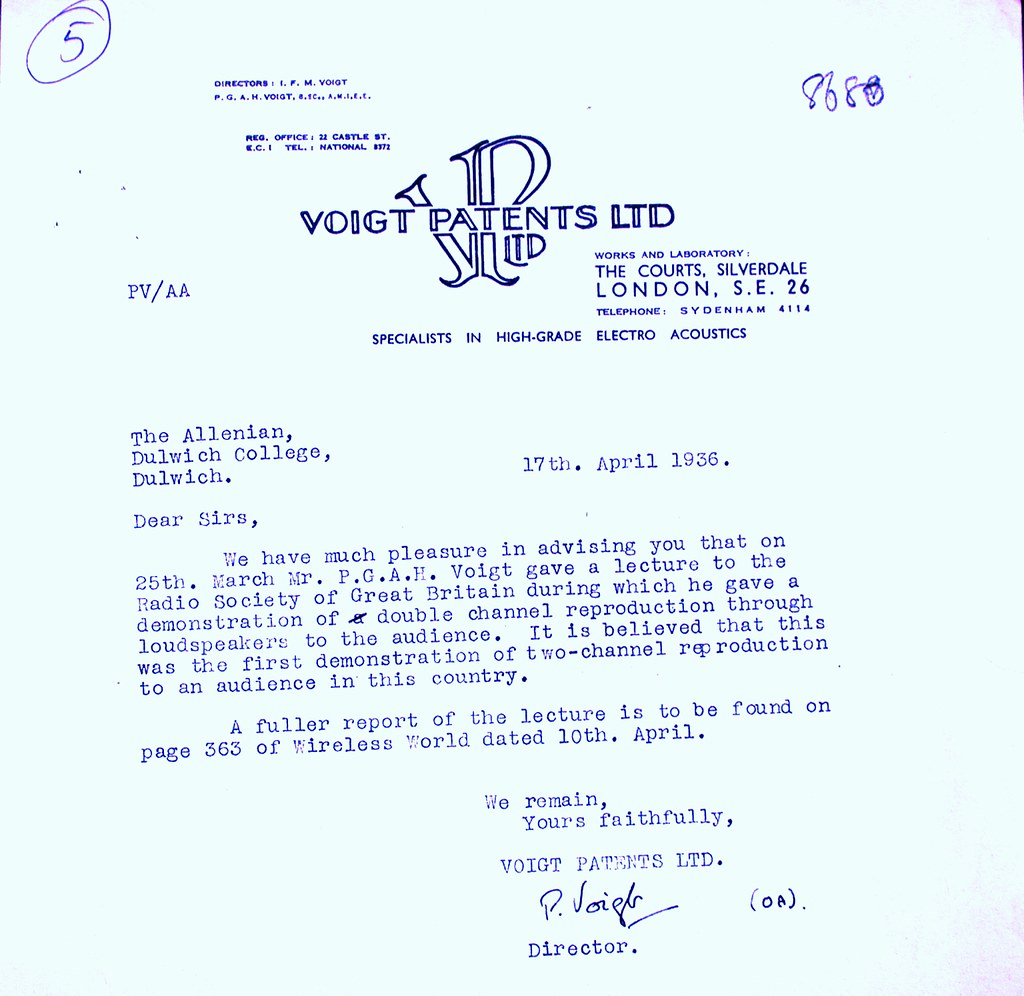 5
DIRECTORS: I. F. M. VOIGT
P. G. A. H. VOIGT, B.SC., A.M.I.E.E.
868
REG. OFFICE: 22 CASTLE ST.
E.C. 1 TEL.: NATIONAL 8372
VP LTD
VOIGT PATENTS LTD
WORKS AND LABORATORY:
THE COURTS, SILVERDALE
LONDON, S.E. 26
TELEPHONE: SYDENHAM 4114
PV/AA
SPECIALISTS IN HIGH-GRADE ELECTRO ACOUSTICS
The Allenian,
Dulwich College,
Dulwich.
17th. April 1936.
Dear Sirs,
We have much pleasure in advising you that on
25th. March Mr. P.G.A.H. Voigt gave a lecture to the
Radio Society of Great Britain during which he gave a
demonstration of a double channel reproduction through
loudspeakers to the audience. It is believed that this
was the first demonstration of two-channel reproduction
to an audience in this country.
A fuller report of the lecture is to be found on
page 363 of Wireless World dated 10th. April.
We remain,
Yours faithfully,
VOIGT PATENTS LTD.
P. Voigt (OA).
Director.